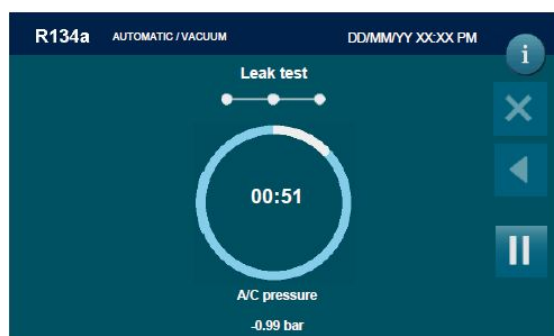 R134a AUTOMATIC / VACUUM DD/MM/YY XX:XX PM
i
Leak test
00:51
A/C pressure
-0.99 bar